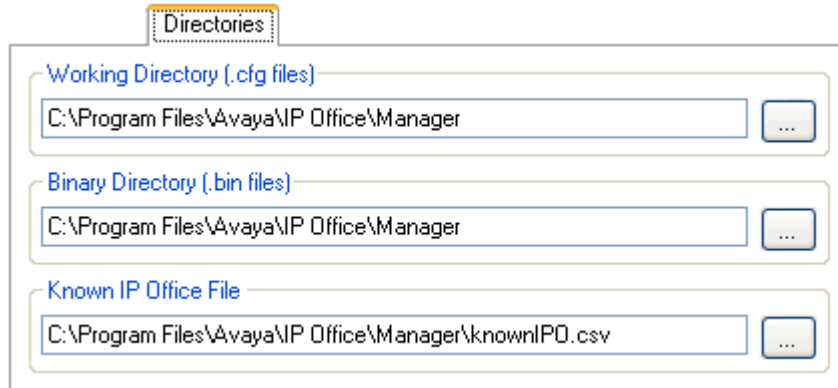 Directories
Working Directory (.cfg files)
C:\Program Files\Avaya\IP Office\Manager
...
Binary Directory (.bin files)
C:\Program Files\Avaya\IP Office\Manager
...
Known IP Office File
C:\Program Files\Avaya\IP Office\Manager\knownIPO.csv
...